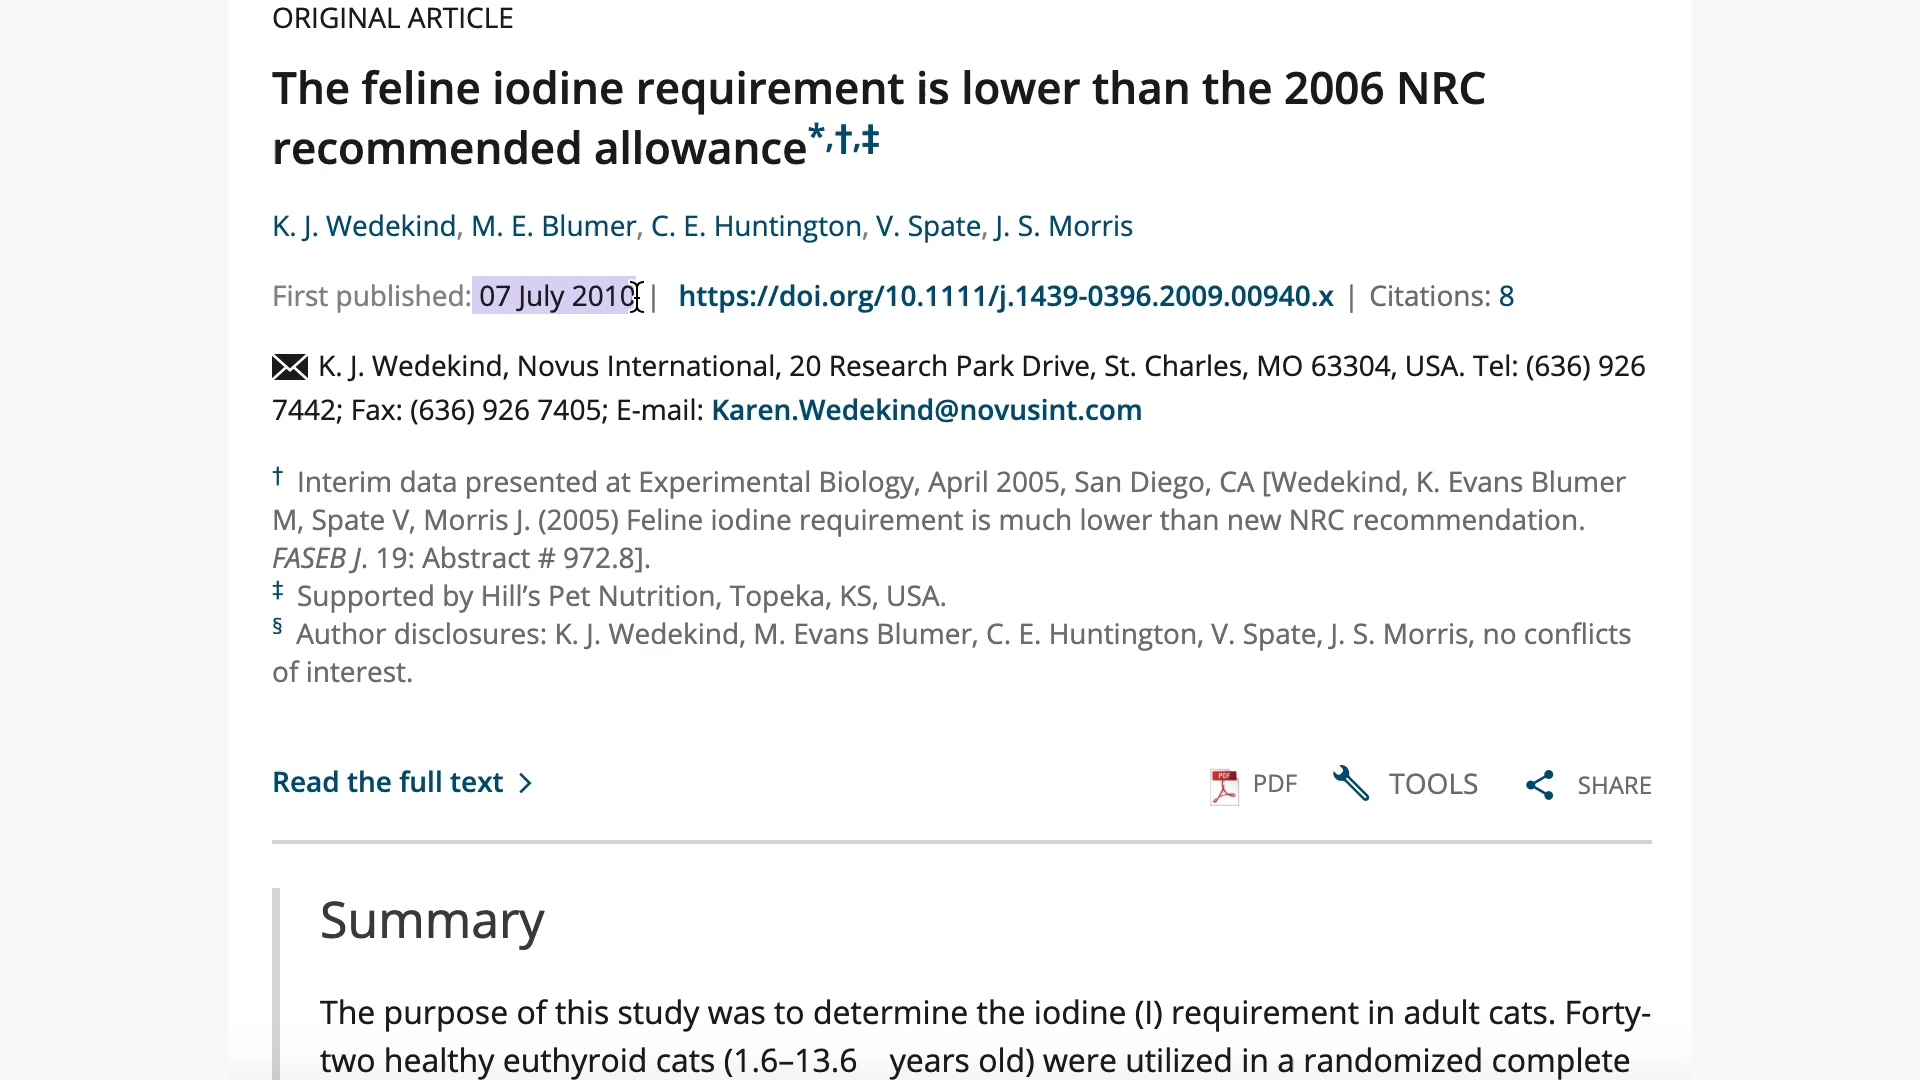 ORIGINAL ARTICLE
The feline iodine requirement is lower than the 2006 NRC
recommended allowance*,†,‡
K. J. Wedekind, M. E. Blumer, C. E. Huntington, V. Spate, J. S. Morris
First published: 07 July 2010 | https://doi.org/10.1111/j.1439-0396.2009.00940.x | Citations: 8
K. J. Wedekind, Novus International, 20 Research Park Drive, St. Charles, MO 63304, USA. Tel: (636) 926
7442; Fax: (636) 926 7405; E-mail: Karen.Wedekind@novusint.com
† Interim data presented at Experimental Biology, April 2005, San Diego, CA [Wedekind, K. Evans Blumer
M, Spate V, Morris J. (2005) Feline iodine requirement is much lower than new NRC recommendation.
FASEB J. 19: Abstract # 972.8].
‡ Supported by Hill’s Pet Nutrition, Topeka, KS, USA.
§ Author disclosures: K. J. Wedekind, M. Evans Blumer, C. E. Huntington, V. Spate, J. S. Morris, no conflicts
of interest.
Read the full text
PDF PDF TOOLS SHARE
Summary
The purpose of this study was to determine the iodine (I) requirement in adult cats. Forty-
two healthy euthyroid cats (1.6–13.6 years old) were utilized in a randomized complete